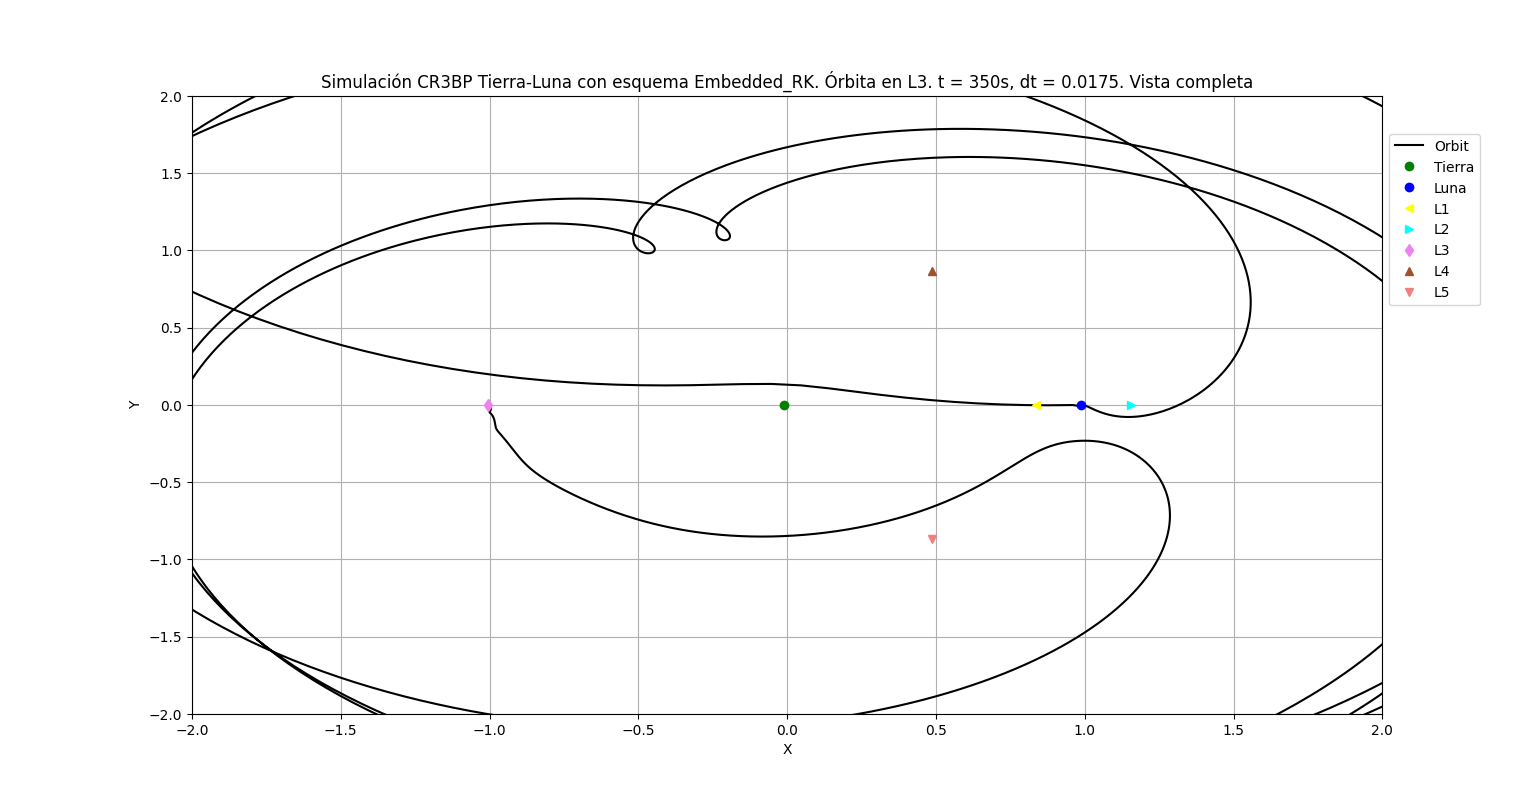 Simulación CR3BP Tierra-Luna con esquema Embedded_RK. Órbita en L3. t = 350s, dt = 0.0175. Vista completa
2.0
1.5
1.0
0.5
0.0
−0.5
−1.0
−1.5
−2.0
Y
−2.0 −1.5 −1.0 −0.5 0.0 0.5 1.0 1.5 2.0
X
Orbit
Tierra
Luna
L1
L2
L3
L4
L5